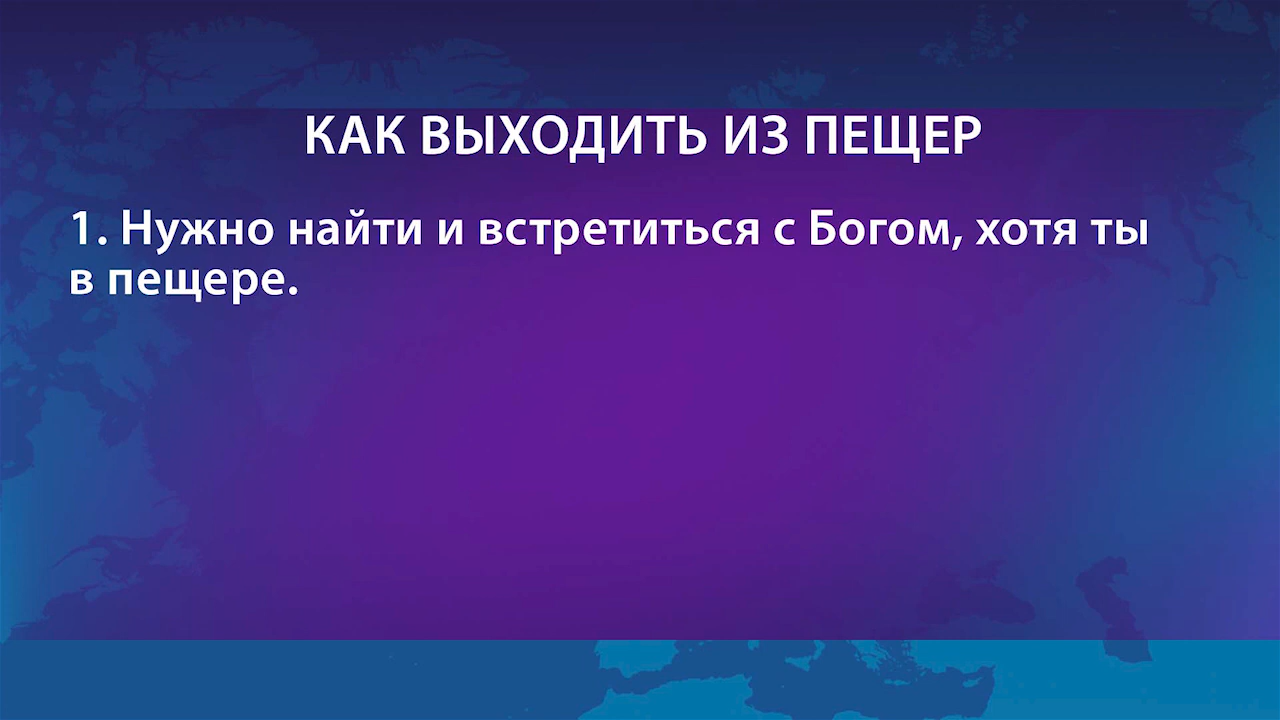 КАК ВЫХОДИТЬ ИЗ ПЕЩЕР
1. Нужно найти и встретиться с Богом, хотя ты
в пещере.